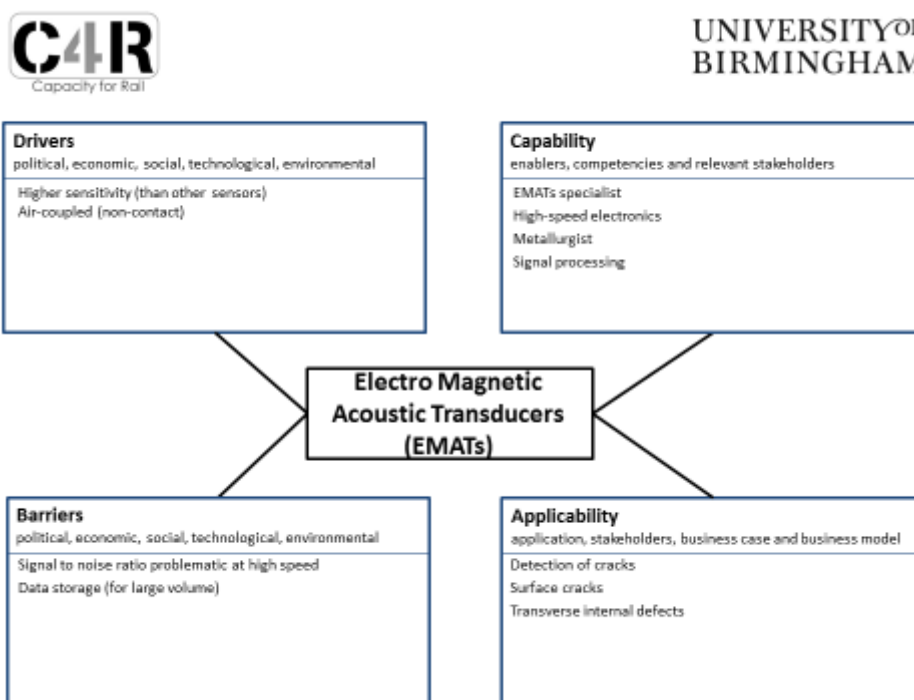 C4R
Capacity for Rail
UNIVERSITY OF
BIRMINGHAM
Drivers
political, economic, social, technological, environmental
Higher sensitivity (than other sensors)
Air-coupled (non-contact)
Capability
enablers, competencies and relevant stakeholders
EMATs specialist
High-speed electronics
Metallurgist
Signal processing
Electro Magnetic
Acoustic Transducers
(EMATs)
Barriers
political, economic, social, technological, environmental
Signal to noise ratio problematic at high speed
Data storage (for large volume)
Applicability
application, stakeholders, business case and business model
Detection of cracks
Surface cracks
Transverse internal defects